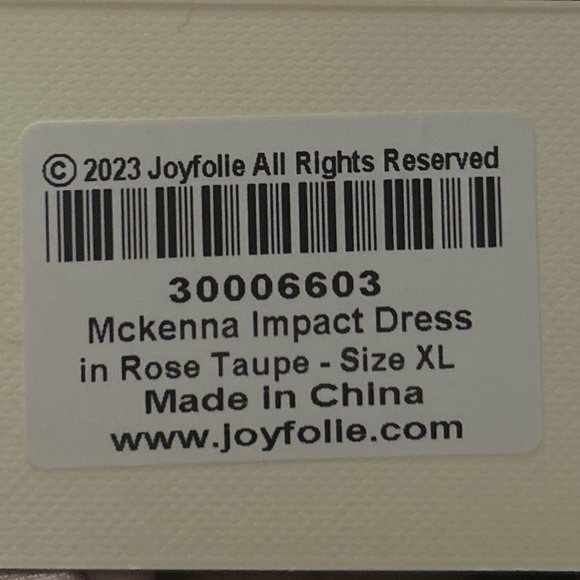 © 2023 Joyfolie All Rights Reserved
30006603
Mckenna Impact Dress
in Rose Taupe - Size XL
Made in China
www.joyfolie.com